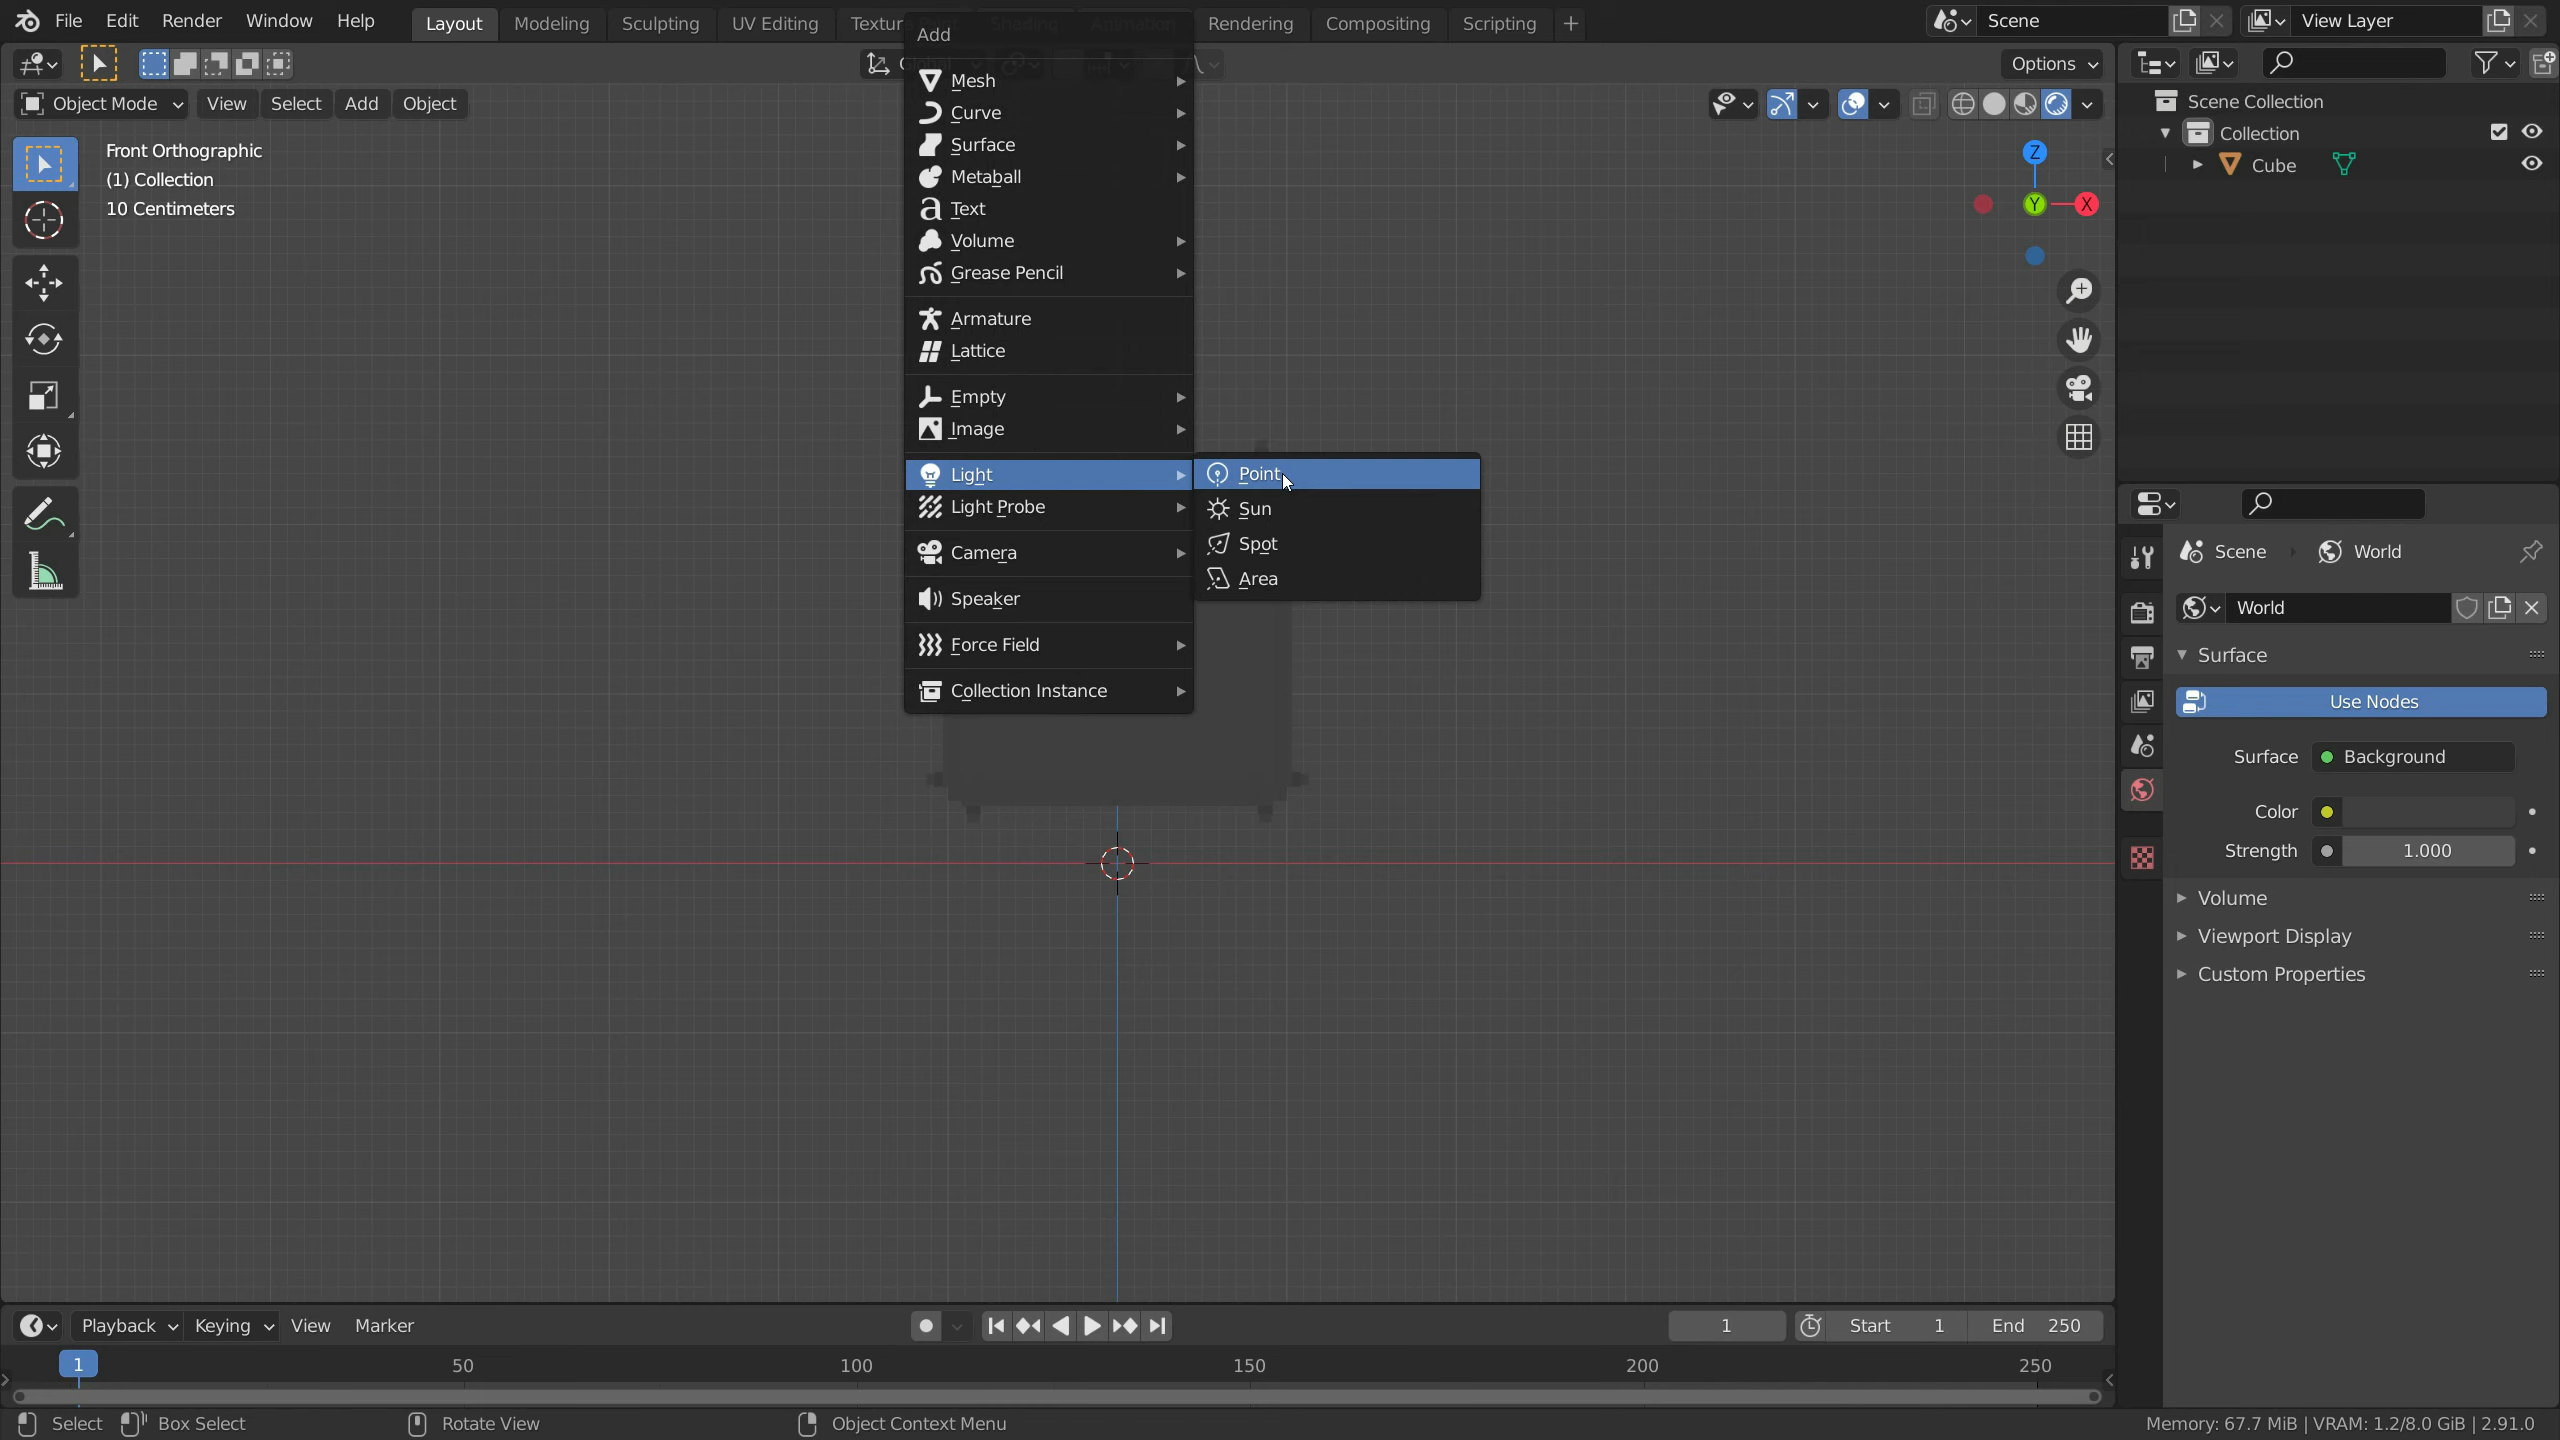 File Edit Render Window Help Layout Modeling Sculpting UV Editing Rendering Compositing Scripting + Scene View Layer
Options
Object Mode View Select Add Object
Front Orthographic
(1) Collection
10 Centimeters
Add
Mesh
Curve
Surface
Metaball
Text
Volume
Grease Pencil
Armature
Lattice
Empty
Image
Light
Light Probe
Camera
Speaker
Force Field
Collection Instance
Point
Sun
Spot
Area
Z
Y
X
Scene Collection
Collection
Cube
Scene World
World
Surface
Use Nodes
Surface Background
Color
Strength 1.000
Volume
Viewport Display
Custom Properties
Playback Keying View Marker 1 Start 1 End 250
1 50 100 150 200 250
Select Box Select Rotate View Object Context Menu Memory: 67.7 MiB | VRAM: 1.2/8.0 GiB | 2.91.0